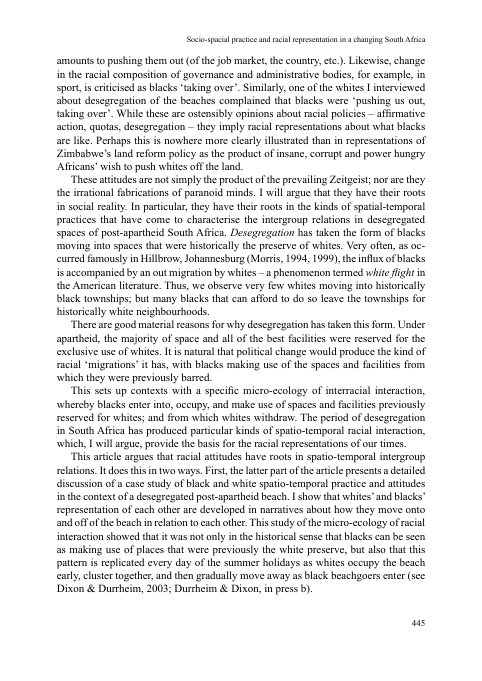 Socio-spacial practice and racial representation in a changing South Africa
amounts to pushing them out (of the job market, the country, etc.). Likewise, change
in the racial composition of governance and administrative bodies, for example, in
sport, is criticised as blacks ‘taking over’. Similarly, one of the whites I interviewed
about desegregation of the beaches complained that blacks were ‘pushing us out,
taking over’. While these are ostensibly opinions about racial policies – affirmative
action, quotas, desegregation – they imply racial representations about what blacks
are like. Perhaps this is nowhere more clearly illustrated than in representations of
Zimbabwe’s land reform policy as the product of insane, corrupt and power hungry
Africans’ wish to push whites off the land.
These attitudes are not simply the product of the prevailing Zeitgeist; nor are they
the irrational fabrications of paranoid minds. I will argue that they have their roots
in social reality. In particular, they have their roots in the kinds of spatial-temporal
practices that have come to characterise the intergroup relations in desegregated
spaces of post-apartheid South Africa. Desegregation has taken the form of blacks
moving into spaces that were historically the preserve of whites. Very often, as oc-
curred famously in Hillbrow, Johannesburg (Morris, 1994, 1999), the influx of blacks
is accompanied by an out migration by whites – a phenomenon termed white flight in
the American literature. Thus, we observe very few whites moving into historically
black townships; but many blacks that can afford to do so leave the townships for
historically white neighbourhoods.
There are good material reasons for why desegregation has taken this form. Under
apartheid, the majority of space and all of the best facilities were reserved for the
exclusive use of whites. It is natural that political change would produce the kind of
racial ‘migrations’ it has, with blacks making use of the spaces and facilities from
which they were previously barred.
This sets up contexts with a specific micro-ecology of interracial interaction,
whereby blacks enter into, occupy, and make use of spaces and facilities previously
reserved for whites; and from which whites withdraw. The period of desegregation
in South Africa has produced particular kinds of spatio-temporal racial interaction,
which, I will argue, provide the basis for the racial representations of our times.
This article argues that racial attitudes have roots in spatio-temporal intergroup
relations. It does this in two ways. First, the latter part of the article presents a detailed
discussion of a case study of black and white spatio-temporal practice and attitudes
in the context of a desegregated post-apartheid beach. I show that whites’ and blacks’
representation of each other are developed in narratives about how they move onto
and off of the beach in relation to each other. This study of the micro-ecology of racial
interaction showed that it was not only in the historical sense that blacks can be seen
as making use of places that were previously the white preserve, but also that this
pattern is replicated every day of the summer holidays as whites occupy the beach
early, cluster together, and then gradually move away as black beachgoers enter (see
Dixon & Durrheim, 2003; Durrheim & Dixon, in press b).
445